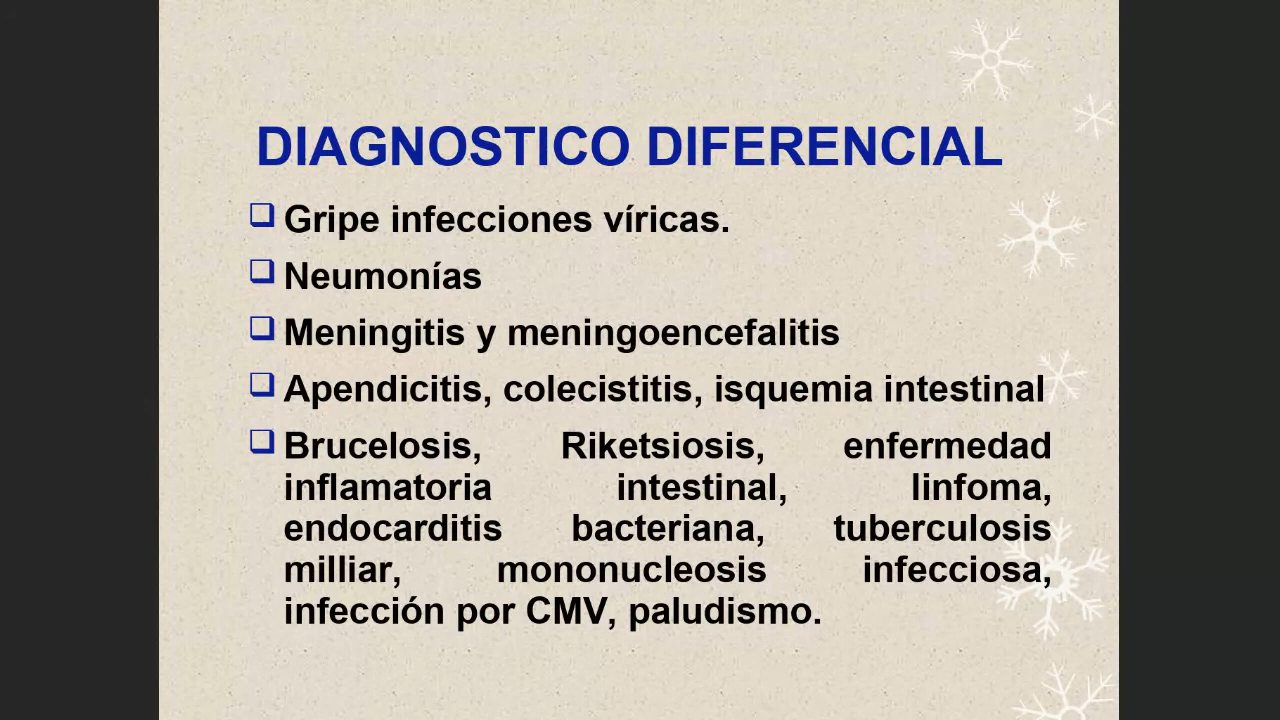 DIAGNOSTICO DIFERENCIAL
Gripe infecciones víricas.
Neumonías
Meningitis y meningoencefalitis
Apendicitis, colecistitis, isquemia intestinal
Brucelosis, Riketsiosis, enfermedad
inflamatoria intestinal, linfoma,
endocarditis bacteriana, tuberculosis
milliar, mononucleosis infecciosa,
infección por CMV, paludismo.